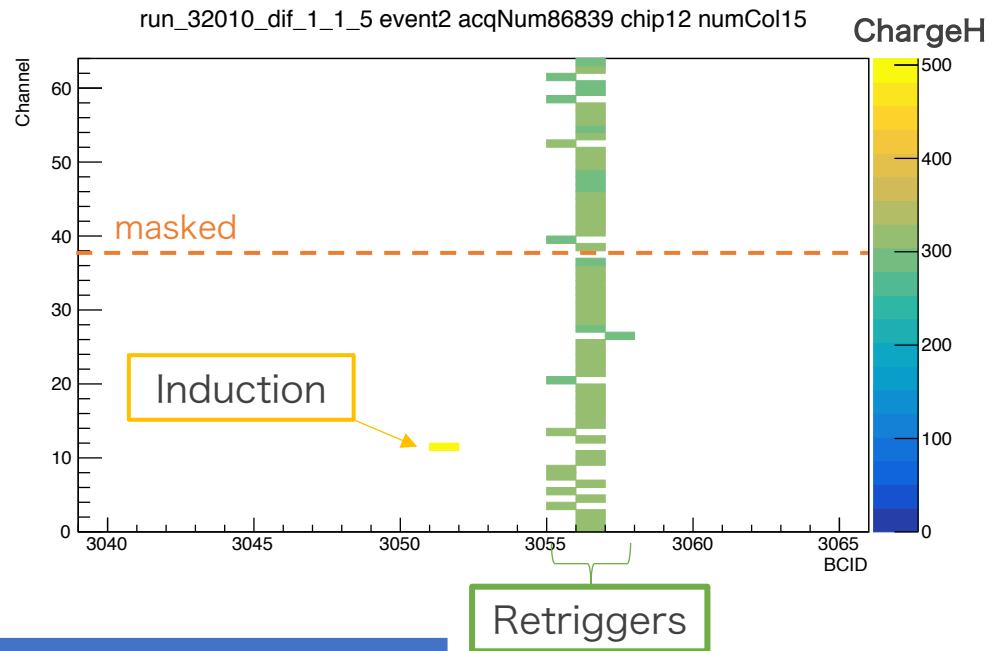 run_32010_dif_1_1_5 event2 acqNum86839 chip12 numCol15
ChargeH
Channel
60
50
40
30
20
10
0
masked
Induction
3040
3045
3050
3055
3060
3065
BCID
Retriggers
500
400
300
200
100
0